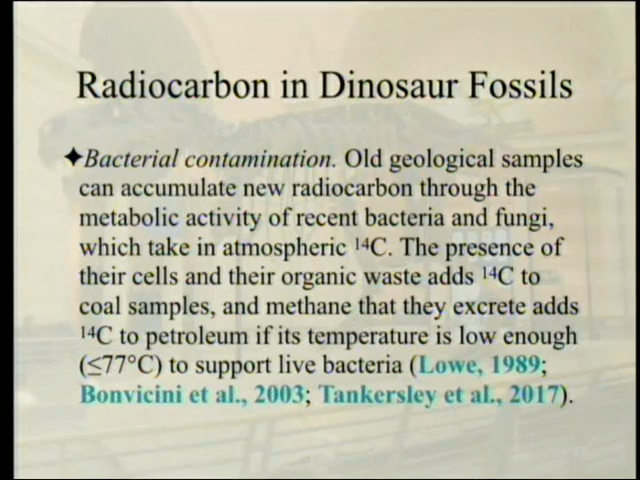 Radiocarbon in Dinosaur Fossils
✦Bacterial contamination. Old geological samples
can accumulate new radiocarbon through the
metabolic activity of recent bacteria and fungi,
which take in atmospheric ¹⁴C. The presence of
their cells and their organic waste adds ¹⁴C to
coal samples, and methane that they excrete adds
¹⁴C to petroleum if its temperature is low enough
(≤77°C) to support live bacteria (Lowe, 1989;
Bonvicini et al., 2003; Tankersley et al., 2017).